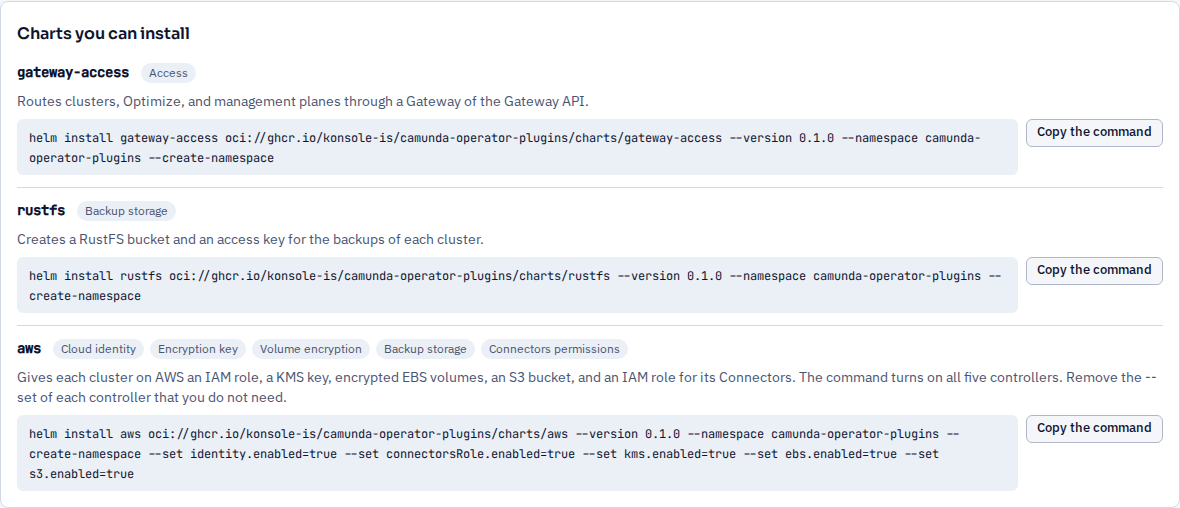 Charts you can install
gateway-access Access
Routes clusters, Optimize, and management planes through a Gateway of the Gateway API.
helm install gateway-access oci://ghcr.io/konsole-is/camunda-operator-plugins/charts/gateway-access --version 0.1.0 --namespace camunda-
operator-plugins --create-namespace
Copy the command
rustfs Backup storage
Creates a RustFS bucket and an access key for the backups of each cluster.
helm install rustfs oci://ghcr.io/konsole-is/camunda-operator-plugins/charts/rustfs --version 0.1.0 --namespace camunda-operator-plugins --
create-namespace
Copy the command
aws Cloud identity Encryption key Volume encryption Backup storage Connectors permissions
Gives each cluster on AWS an IAM role, a KMS key, encrypted EBS volumes, an S3 bucket, and an IAM role for its Connectors. The command turns on all five controllers. Remove the --
set of each controller that you do not need.
helm install aws oci://ghcr.io/konsole-is/camunda-operator-plugins/charts/aws --version 0.1.0 --namespace camunda-operator-plugins --
create-namespace --set identity.enabled=true --set connectorsRole.enabled=true --set kms.enabled=true --set ebs.enabled=true --set
s3.enabled=true
Copy the command